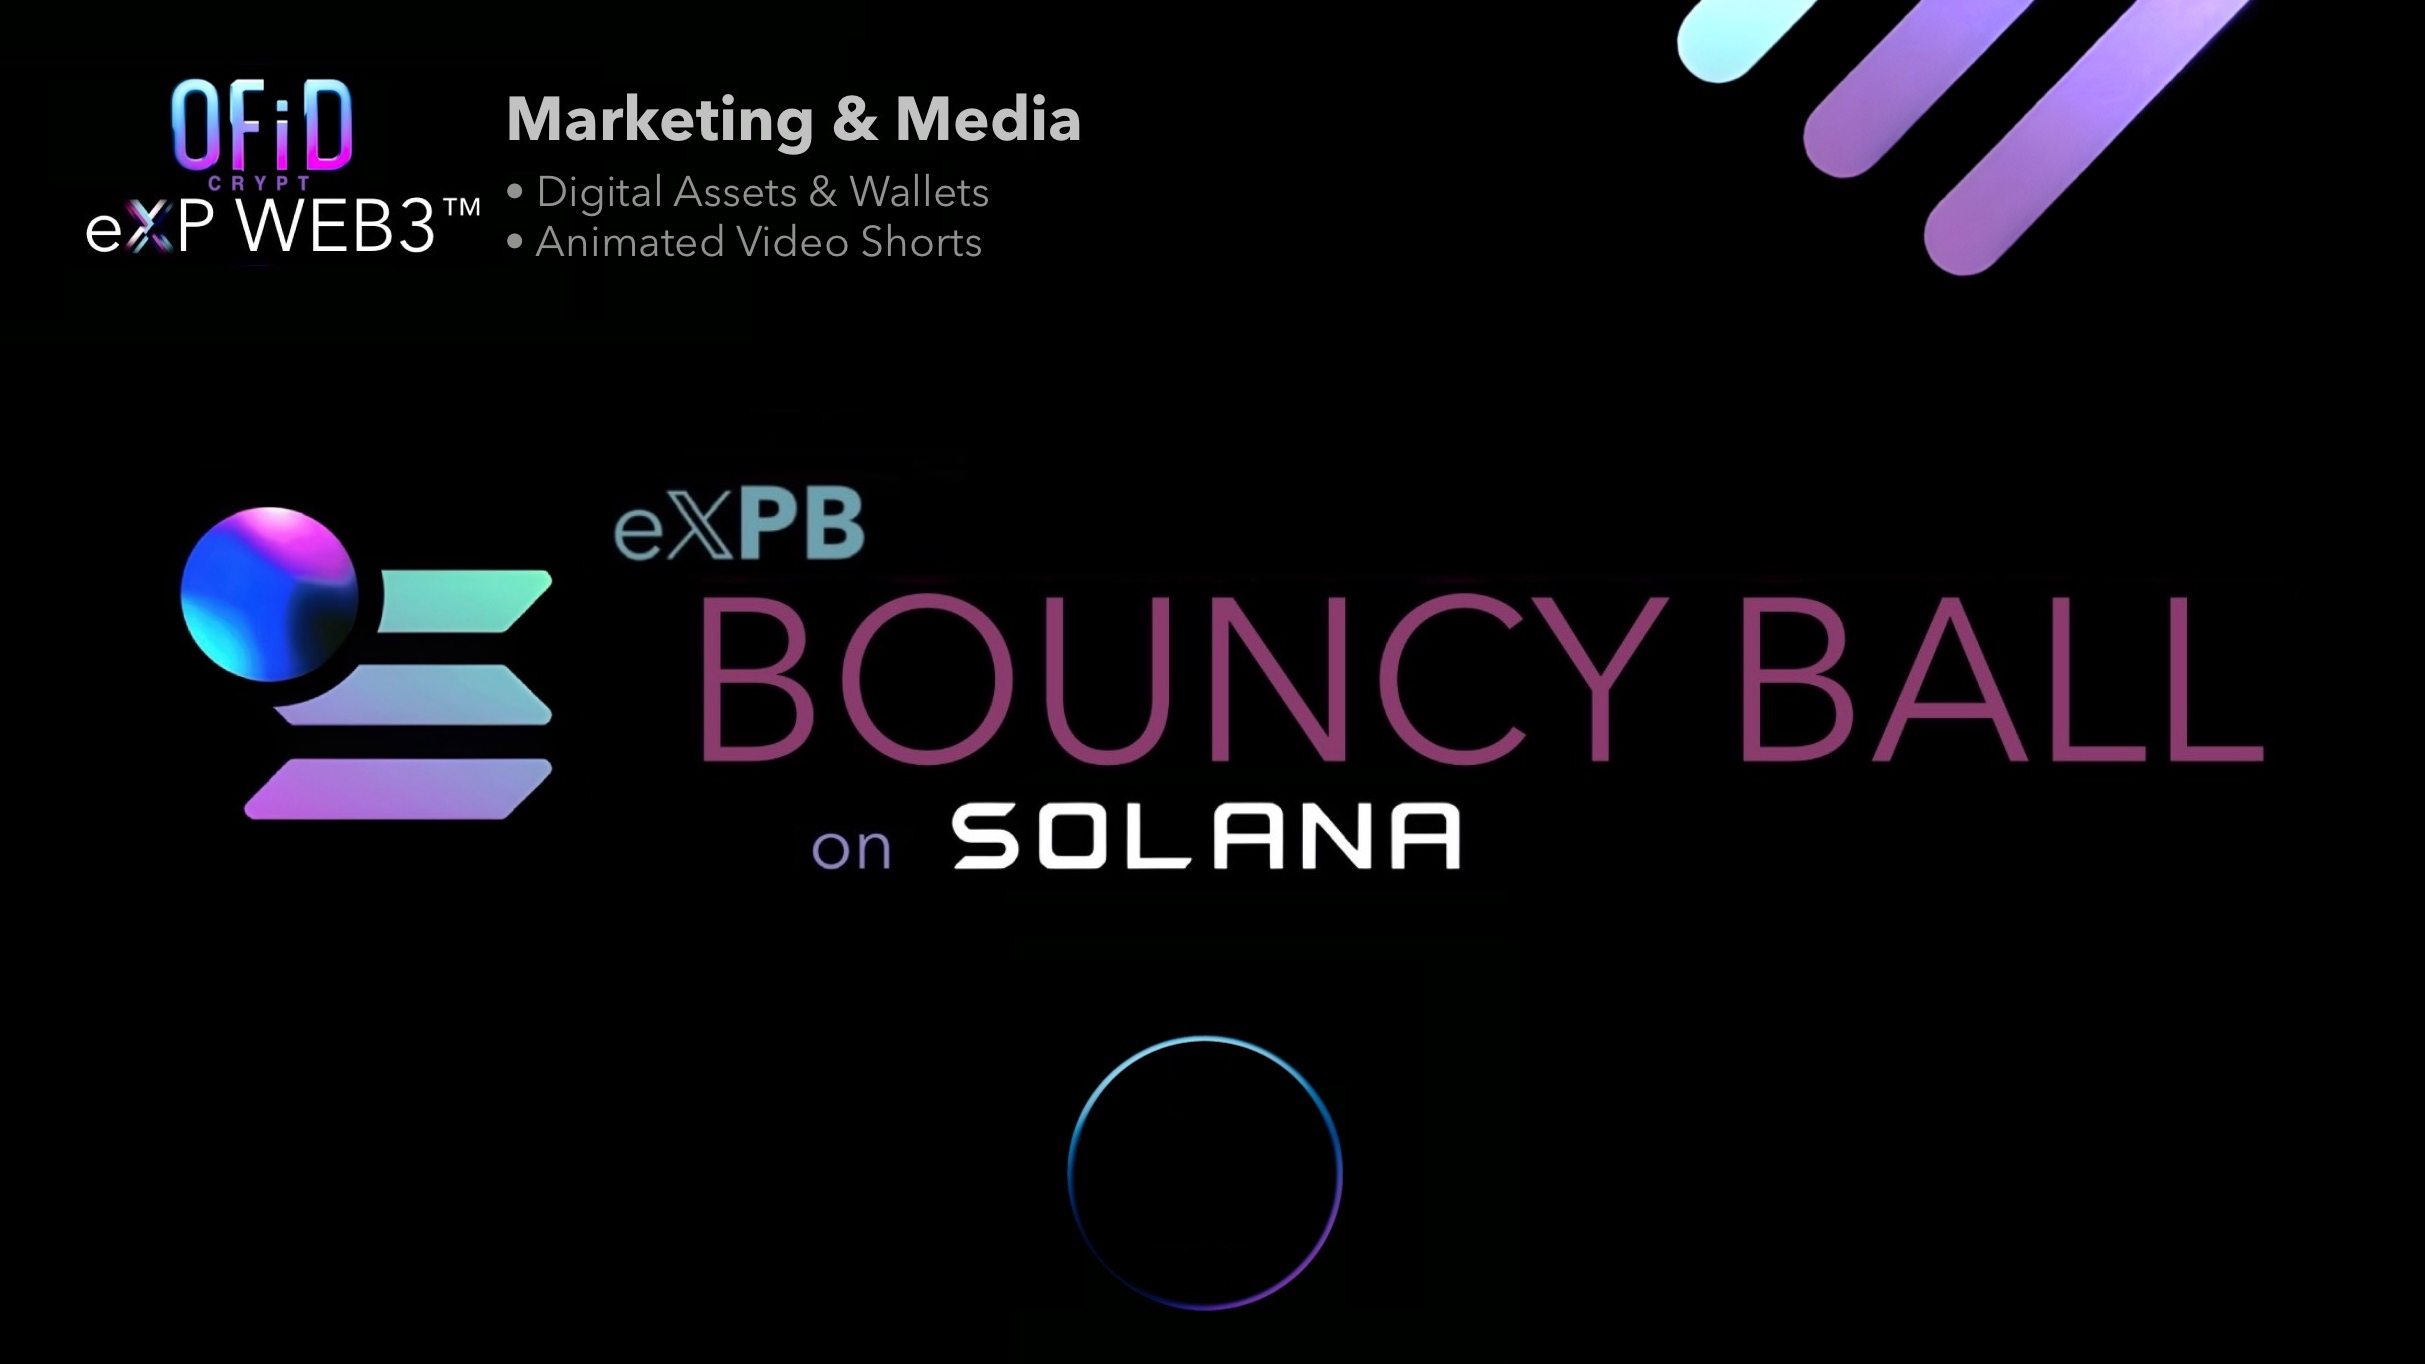 OFiD
CRYPT
eXP WEB3™
Marketing & Media
• Digital Assets & Wallets
• Animated Video Shorts
e𝕏PB
BOUNCY BALL
on SOLANA